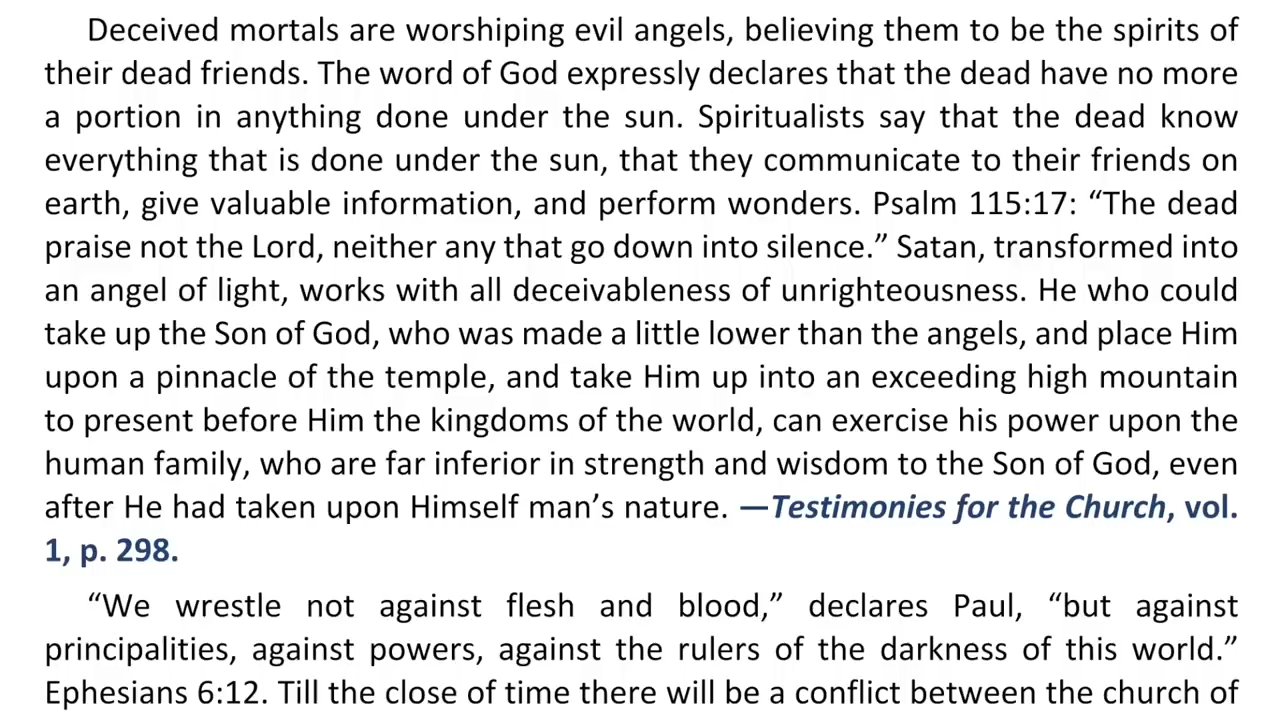 Deceived mortals are worshiping evil angels, believing them to be the spirits of
their dead friends. The word of God expressly declares that the dead have no more
a portion in anything done under the sun. Spiritualists say that the dead know
everything that is done under the sun, that they communicate to their friends on
earth, give valuable information, and perform wonders. Psalm 115:17: “The dead
praise not the Lord, neither any that go down into silence.” Satan, transformed into
an angel of light, works with all deceivableness of unrighteousness. He who could
take up the Son of God, who was made a little lower than the angels, and place Him
upon a pinnacle of the temple, and take Him up into an exceeding high mountain
to present before Him the kingdoms of the world, can exercise his power upon the
human family, who are far inferior in strength and wisdom to the Son of God, even
after He had taken upon Himself man’s nature. —Testimonies for the Church, vol.
1, p. 298.
“We wrestle not against flesh and blood,” declares Paul, “but against
principalities, against powers, against the rulers of the darkness of this world.”
Ephesians 6:12. Till the close of time there will be a conflict between the church of